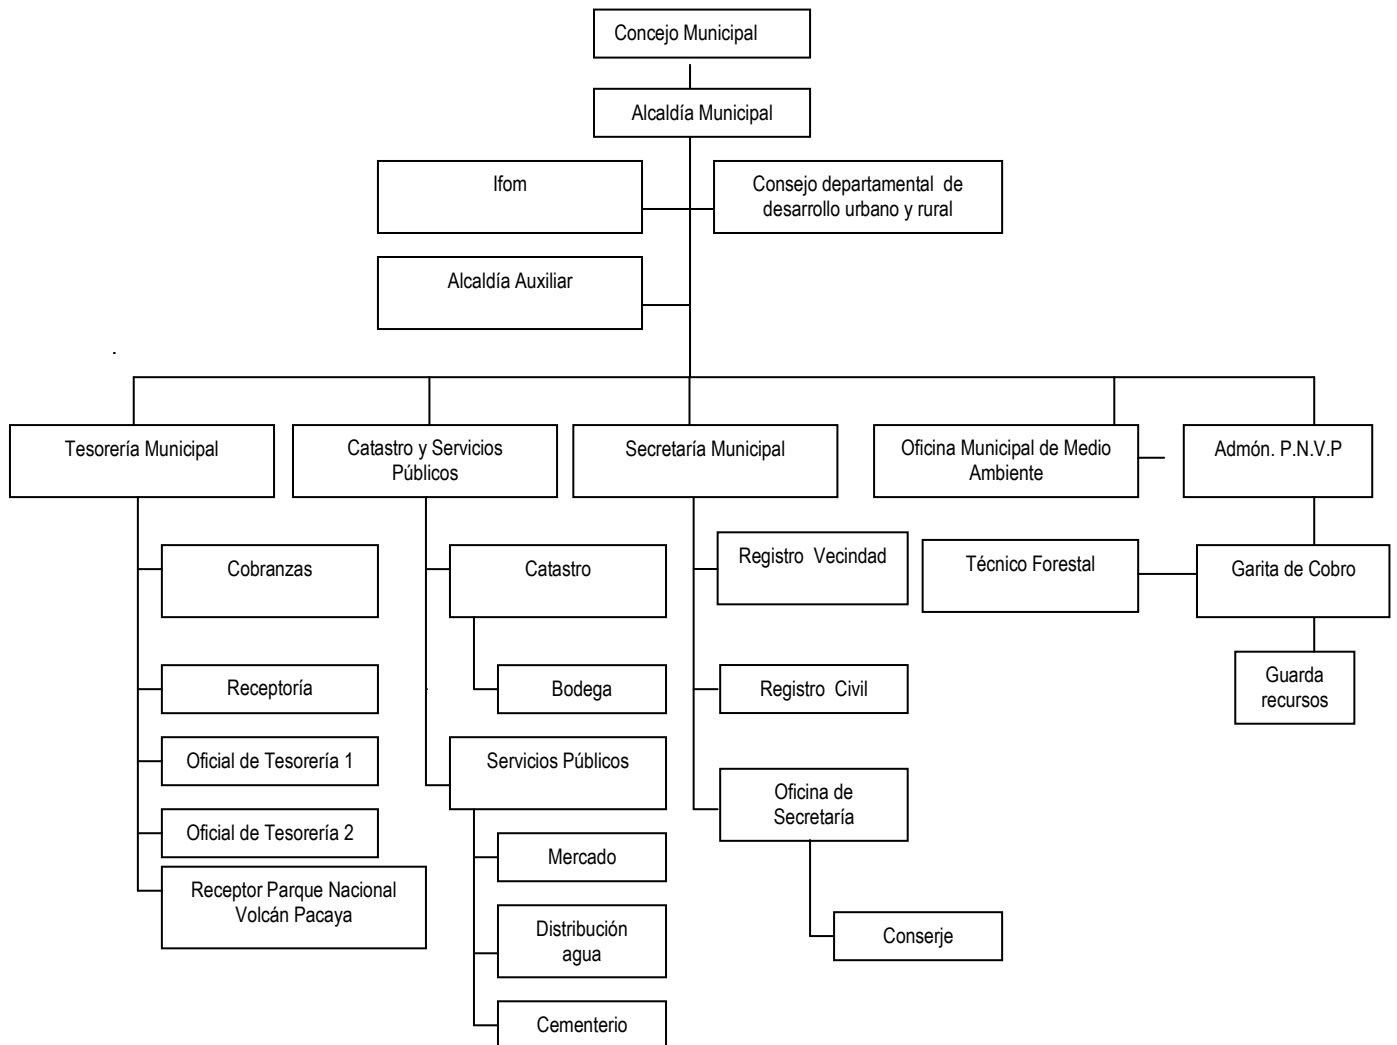 Concejo Municipal
Alcaldía Municipal
Ifom
Consejo departamental de
desarrollo urbano y rural
Alcaldía Auxiliar
Tesorería Municipal
Catastro y Servicios
Públicos
Secretaría Municipal
Oficina Municipal de Medio
Ambiente
Admón. P.N.V.P
Cobranzas
Catastro
Registro Vecindad
Técnico Forestal
Garita de Cobro
Receptoría
Bodega
Registro Civil
Guarda
recursos
Oficial de Tesorería 1
Servicios Públicos
Oficina de
Secretaría
Oficial de Tesorería 2
Mercado
Receptor Parque Nacional
Volcán Pacaya
Distribución
agua
Conserje
Cementerio